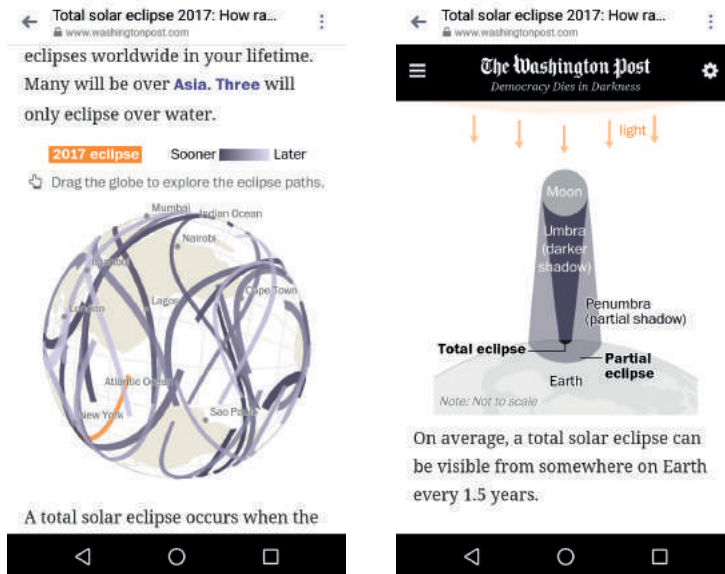 Total solar eclipse 2017: How ra...
www.washingtonpost.com
eclipses worldwide in your lifetime.
Many will be over Asia. Three will
only eclipse over water.
2017 eclipse Sooner Later
Drag the globe to explore the eclipse paths.
Mumbai
Indian Ocean
Nairobi
Istanbul
Cape Town
Lagos
London
Atlantic Ocean
New York
Sao Paulo
A total solar eclipse occurs when the
Total solar eclipse 2017: How ra...
www.washingtonpost.com
The Washington Post
Democracy Dies in Darkness
light
Moon
Umbra
(darker
shadow)
Penumbra
(partial shadow)
Total eclipse
Partial
eclipse
Earth
Note: Not to scale
On average, a total solar eclipse can
be visible from somewhere on Earth
every 1.5 years.